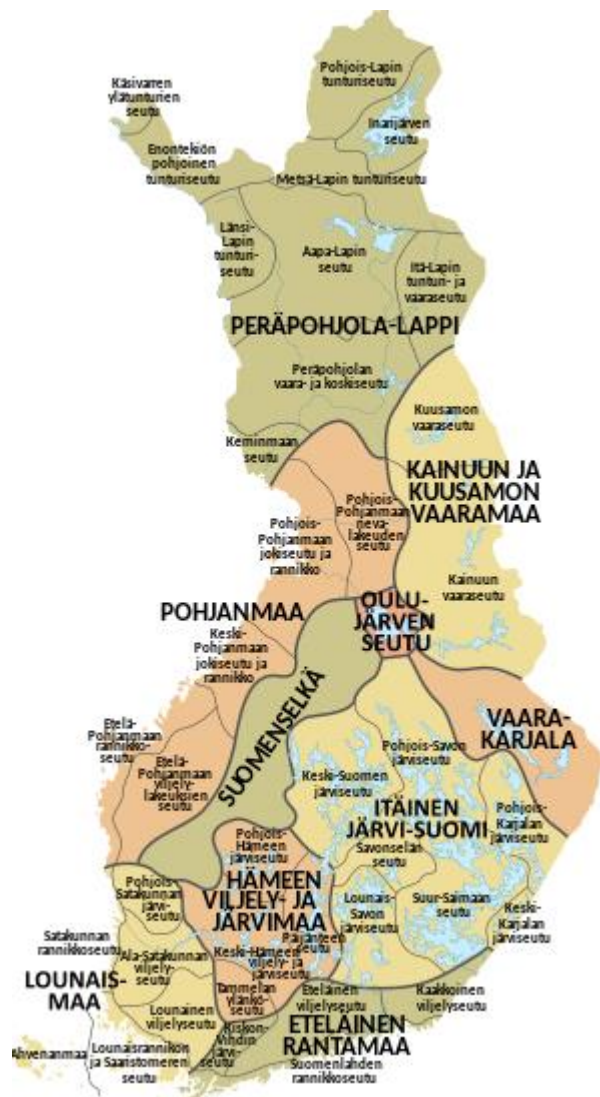 Pohjois-Lapin
tunturiseutu
Käsivarren
ylätunturien
seutu
Inarijärven
seutu
Enontekiön
pohjoinen
tunturiseutu
Metsä-Lapin tunturiseutu
Länsi-
Lapin
tunturi-
seutu
Aapa-Lapin
seutu
Itä-Lapin
tunturi- ja
vaaraseutu
PERÄPOHJOLA-LAPPI
Peräpohjolan
vaara- ja koskiseutu
Kuusamon
vaaraseutu
Keminmaan
seutu
KAINUUN JA
KUUSAMON
VAARAMAA
Pohjois-
Pohjanmaan
neva-
lakeuden
seutu
Pohjois-
Pohjanmaan
jokiseutu ja
rannikko
Kainuun
vaaraseutu
OULU-
JÄRVEN
SEUTU
POHJANMAA
Keski-
Pohjanmaan
jokiseutu ja
rannikko
SUOMENSELKÄ
VAARA-
KARJALA
Etelä-
Pohjanmaan
rannikko-
seutu
Etelä-
Pohjanmaan
viljely-
lakeuksien
seutu
Pohjois-Savon
järviseutu
Keski-Suomen
järviseutu
ITÄINEN
JÄRVI-SUOMI
Pohjois-
Karjalan
järviseutu
Savonselän
seutu
Pohjois-
Hämeen
järviseutu
HÄMEEN
VILJELY- JA
JÄRVIMAA
Pohjois-
Satakunnan
järvi-
seutu
Lounais-
Savon
järviseutu
Suur-Saimaan
seutu
Keski-
Karjalan
järviseutu
Satakunnan
rannikkoseutu
Ala-Satakunnan
viljely-
seutu
Päijänteen
seutu
Keski-Hämeen
viljely- ja
järviseutu
LOUNAIS-
MAA
Tammelan
ylänkö-
seutu
Eteläinen
viljelyseutu
Kaakkoinen
viljelyseutu
Lounainen
viljelyseutu
Kiskon-
Vihdin
järvi-
seutu
ETELÄINEN
RANTAMAA
Ahvenanmaa
Lounaisrannikon
ja Saaristomeren
seutu
Suomenlahden
rannikkoseutu